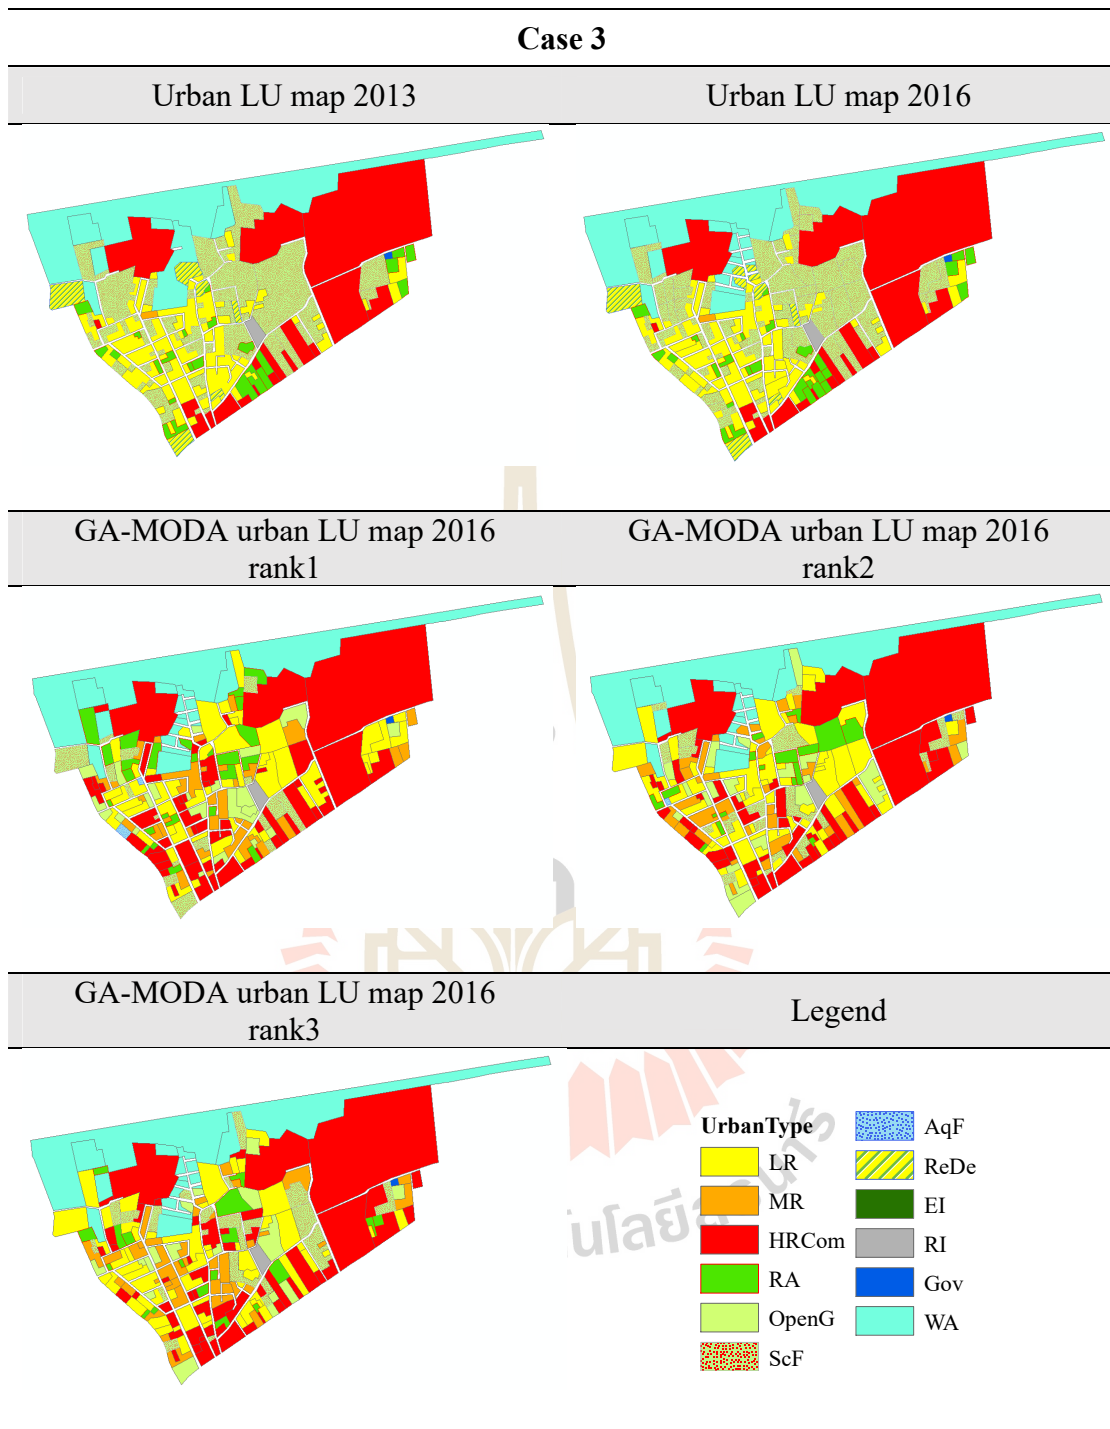 Case 3
Urban LU map 2013
Urban LU map 2016
GA-MODA urban LU map 2016
rank1
GA-MODA urban LU map 2016
rank2
GA-MODA urban LU map 2016
rank3
Legend
UrbanType
LR
MR
HRCom
RA
OpenG
ScF
AqF
ReDe
EI
RI
Gov
WA